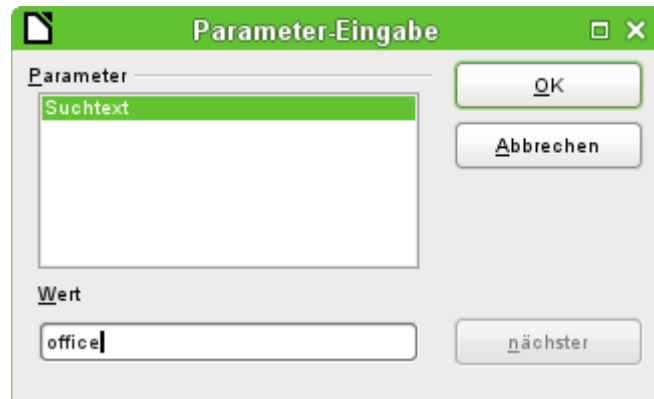 Parameter-Eingabe
Parameter
OK
Suchtext
Abbrechen
Wert
office
nächster